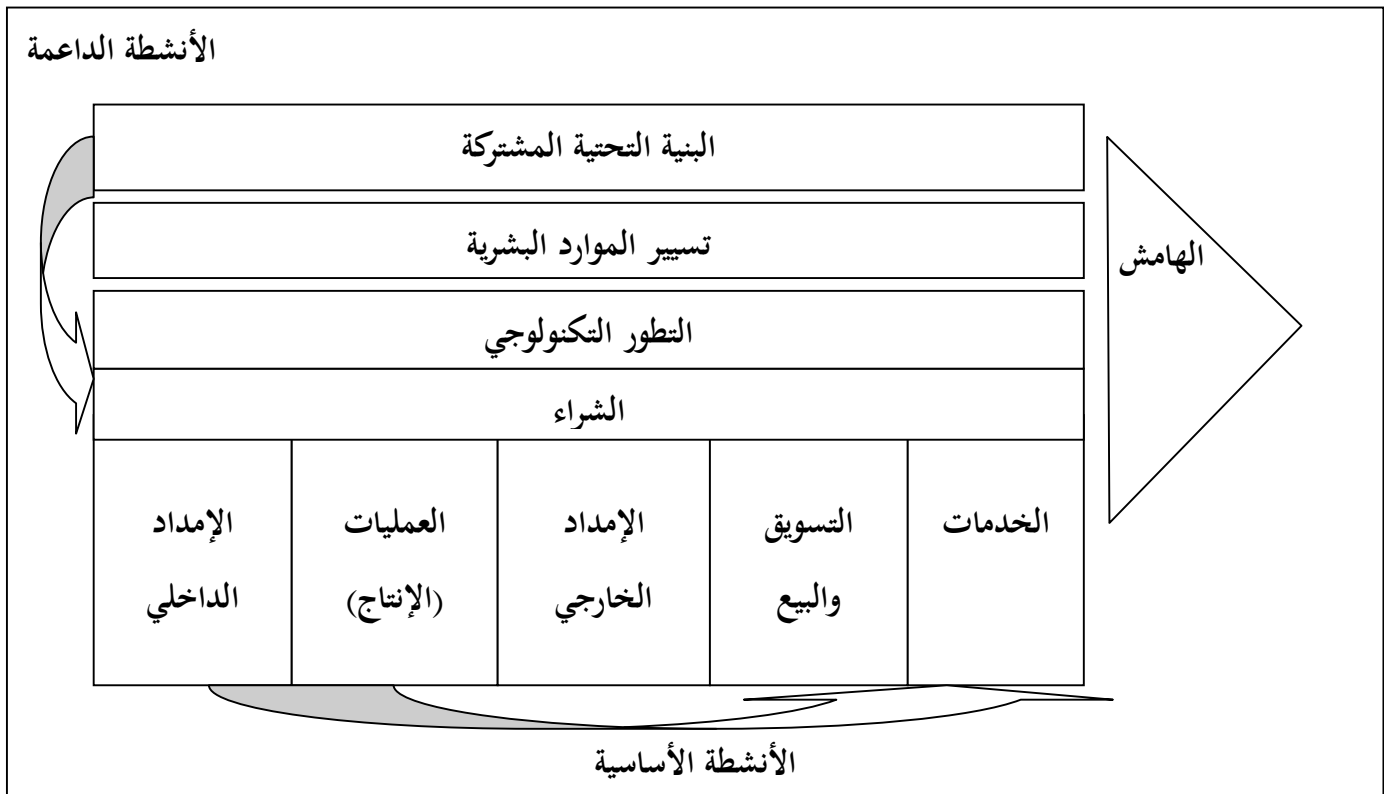 الأنشطة الداعمة
البنية التحتية المشتركة
تسيير الموارد البشرية
الهامش
التطور التكنولوجي
الشراء
الإمداد
الداخلي
العمليات
(الإنتاج)
الإمداد
الخارجي
التسويق
والبيع
الخدمات
الأنشطة الأساسية